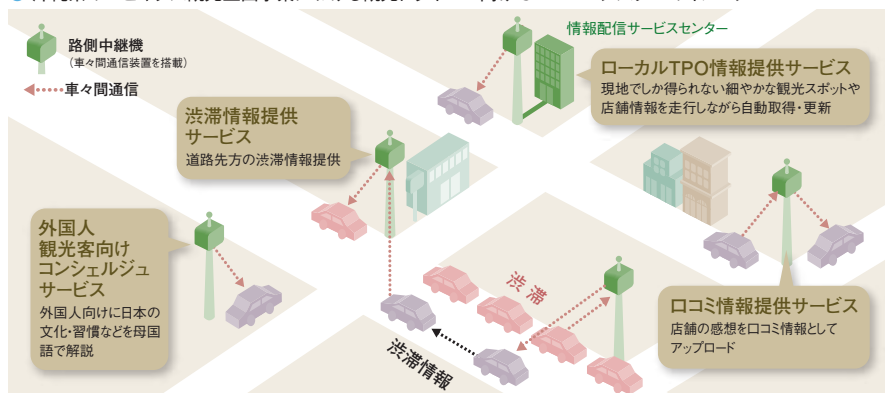 路側中継機
（車々間通信装置を搭載）
車々間通信
情報配信サービスセンター
ローカルTPO情報提供サービス
現地でしか得られない細やかな観光スポットや
店舗情報を走行しながら自動取得・更新
渋滞情報提供
サービス
道路先方の渋滞情報提供
外国人
観光客向け
コンシェルジュ
サービス
外国人向けに日本の
文化・習慣などを母国
語で解説
渋滞
渋滞情報
口コミ情報提供サービス
店舗の感想を口コミ情報として
アップロード